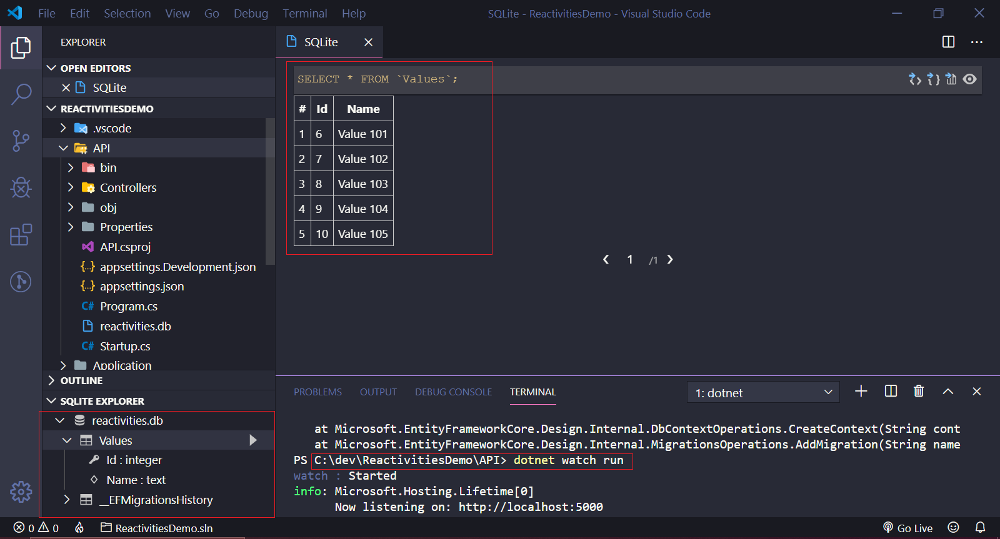 File Edit Selection View Go Debug Terminal Help
SQLite - ReactivitiesDemo - Visual Studio Code
EXPLORER
OPEN EDITORS
SQLite
REACTIVITIESDEMO
.vscode
API
bin
Controllers
obj
Properties
API.csproj
{..} appsettings.Development.json
{..} appsettings.json
C# Program.cs
reactivities.db
C# Startup.cs
Application
OUTLINE
SQLITE EXPLORER
reactivities.db
Values
Id : integer
Name : text
__EFMigrationsHistory
SQLite
SELECT * FROM `Values`;
# Id Name
1 6 Value 101
2 7 Value 102
3 8 Value 103
4 9 Value 104
5 10 Value 105
1 /1
PROBLEMS OUTPUT DEBUG CONSOLE TERMINAL 1: dotnet
at Microsoft.EntityFrameworkCore.Design.Internal.DbContextOperations.CreateContext(String cont
at Microsoft.EntityFrameworkCore.Design.Internal.MigrationsOperations.AddMigration(String name
PS C:\dev\ReactivitiesDemo\API> dotnet watch run
watch : Started
info: Microsoft.Hosting.Lifetime[0]
Now listening on: http://localhost:5000
0 0 ReactivitiesDemo.sln Go Live